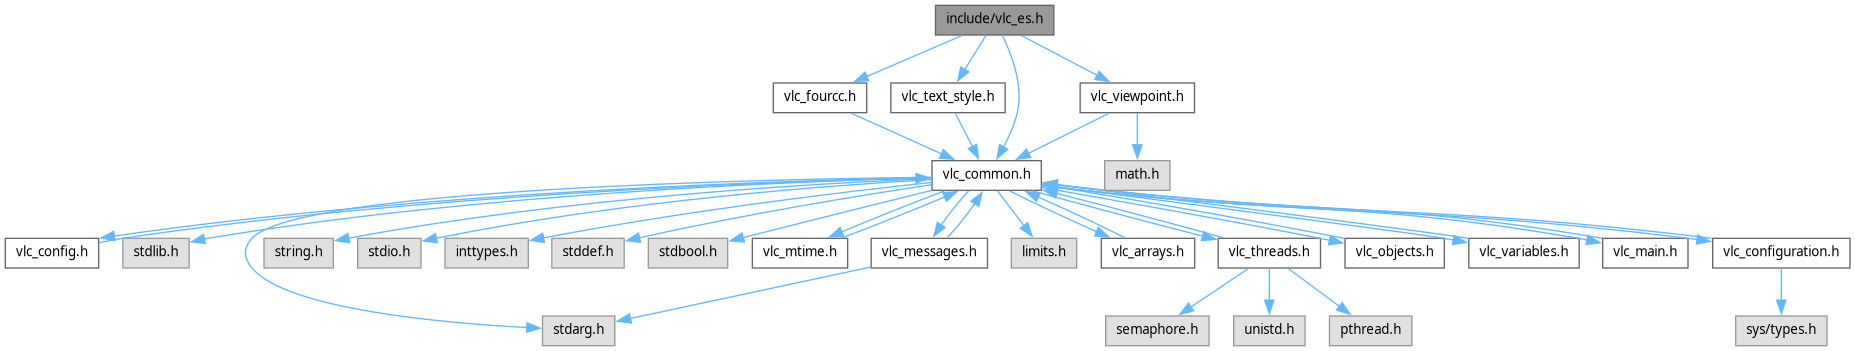 include/vlc_es.h
vlc_fourcc.h
vlc_text_style.h
vlc_viewpoint.h
vlc_common.h
math.h
vlc_config.h
stdlib.h
string.h
stdio.h
inttypes.h
stddef.h
stdbool.h
vlc_mtime.h
vlc_messages.h
limits.h
vlc_arrays.h
vlc_threads.h
vlc_objects.h
vlc_variables.h
vlc_main.h
vlc_configuration.h
stdarg.h
semaphore.h
unistd.h
pthread.h
sys/types.h